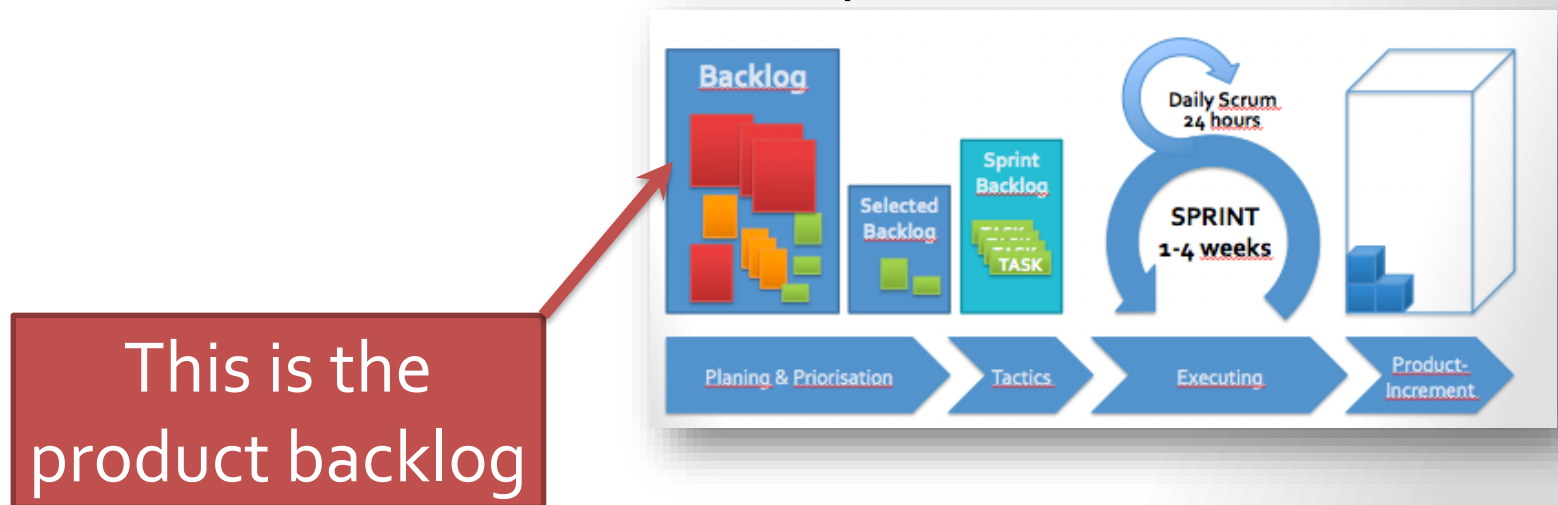 Backlog
Selected
Backlog
Sprint
Backlog
TASK
Daily Scrum
24 hours
SPRINT
1-4 weeks
Planing & Priorisation
Tactics
Executing
Product-
Increment
This is the
product backlog